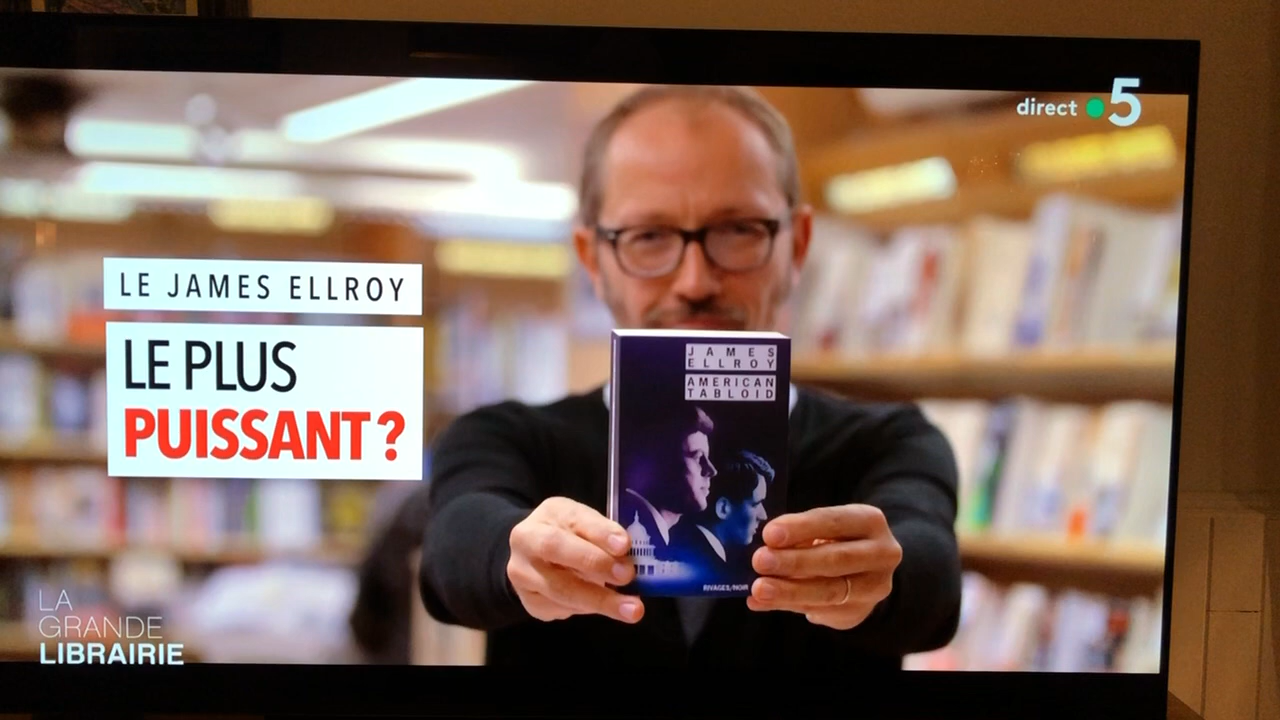 direct 5
LE JAMES ELLROY
LE PLUS
PUISSANT ?
JAMES
ELLROY
AMERICAN
TABLOID
RIVAGES/NOIR
LA
GRANDE
LIBRAIRIE